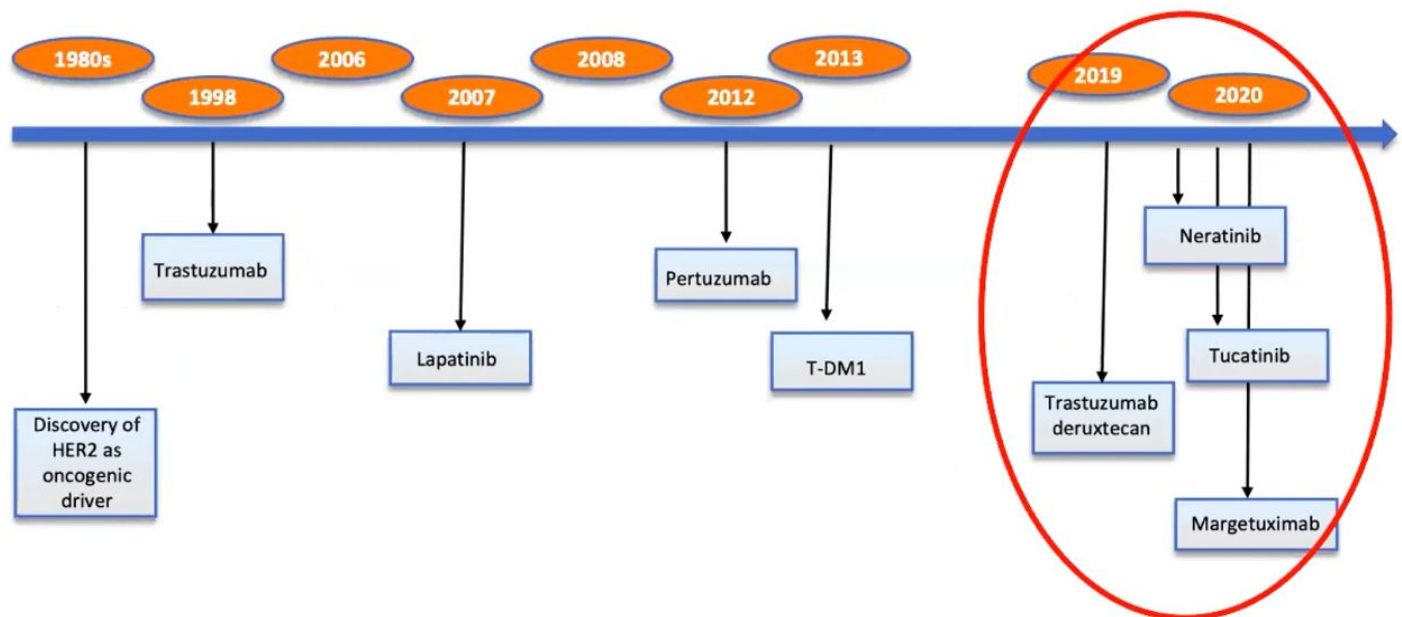 1980s
1998
2006
2007
2008
2012
2013
2019
2020
Discovery of
HER2 as
oncogenic
driver
Trastuzumab
Lapatinib
Pertuzumab
T-DM1
Trastuzumab
deruxtecan
Neratinib
Tucatinib
Margetuximab